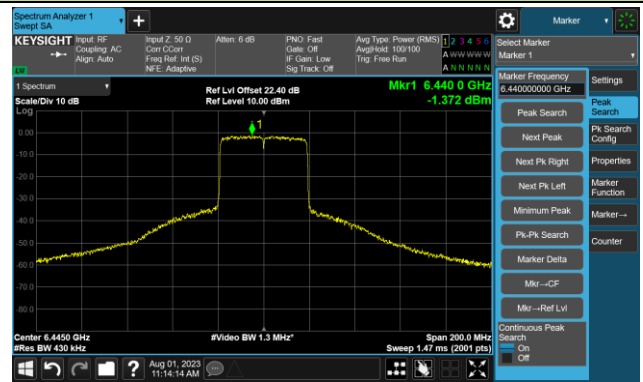 Spectrum Analyzer 1
Swept SA
Marker
KEYSIGHT
Input: RF
Coupling: AC
Align: Auto
Input Z: 50 Ω
Corr CCorr
Freq Ref: Int (S)
NFE: Adaptive
Atten: 6 dB
PNO: Fast
Gate: Off
IF Gain: Low
Sig Track: Off
Avg Type: Power (RMS)
Avg|Hold: 100/100
Trig: Free Run
1 2 3 4 5 6
A W W W W W
A N N N N N
LW
Select Marker
Marker 1
1 Spectrum
Scale/Div 10 dB
Ref Lvl Offset 22.40 dB
Ref Level 10.00 dBm
Mkr1 6.440 0 GHz
-1.372 dBm
Log
1
0.00
-10.0
-20.0
-30.0
-40.0
-50.0
-60.0
-70.0
-80.0
Center 6.4450 GHz
#Res BW 430 kHz
#Video BW 1.3 MHz*
Span 200.0 MHz
Sweep 1.47 ms (2001 pts)
Marker Frequency
6.440000000 GHz
Peak Search
Next Peak
Next Pk Right
Next Pk Left
Minimum Peak
Pk-Pk Search
Marker Delta
Mkr→CF
Mkr→Ref Lvl
Continuous Peak
Search
On
Off
Settings
Peak
Search
Pk Search
Config
Properties
Marker
Function
Marker→
Counter
?
Aug 01, 2023
11:14:14 AM